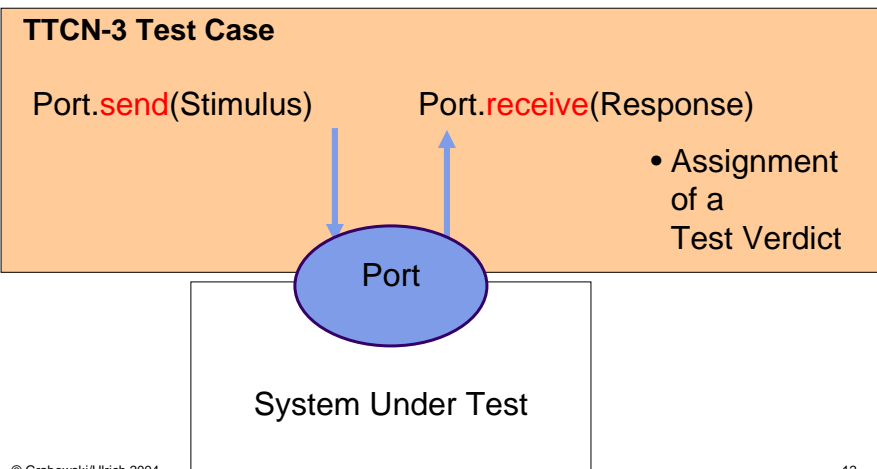 TTCN-3 Test Case
Port.send(Stimulus) Port.receive(Response)
• Assignment
of a
Test Verdict
Port
System Under Test